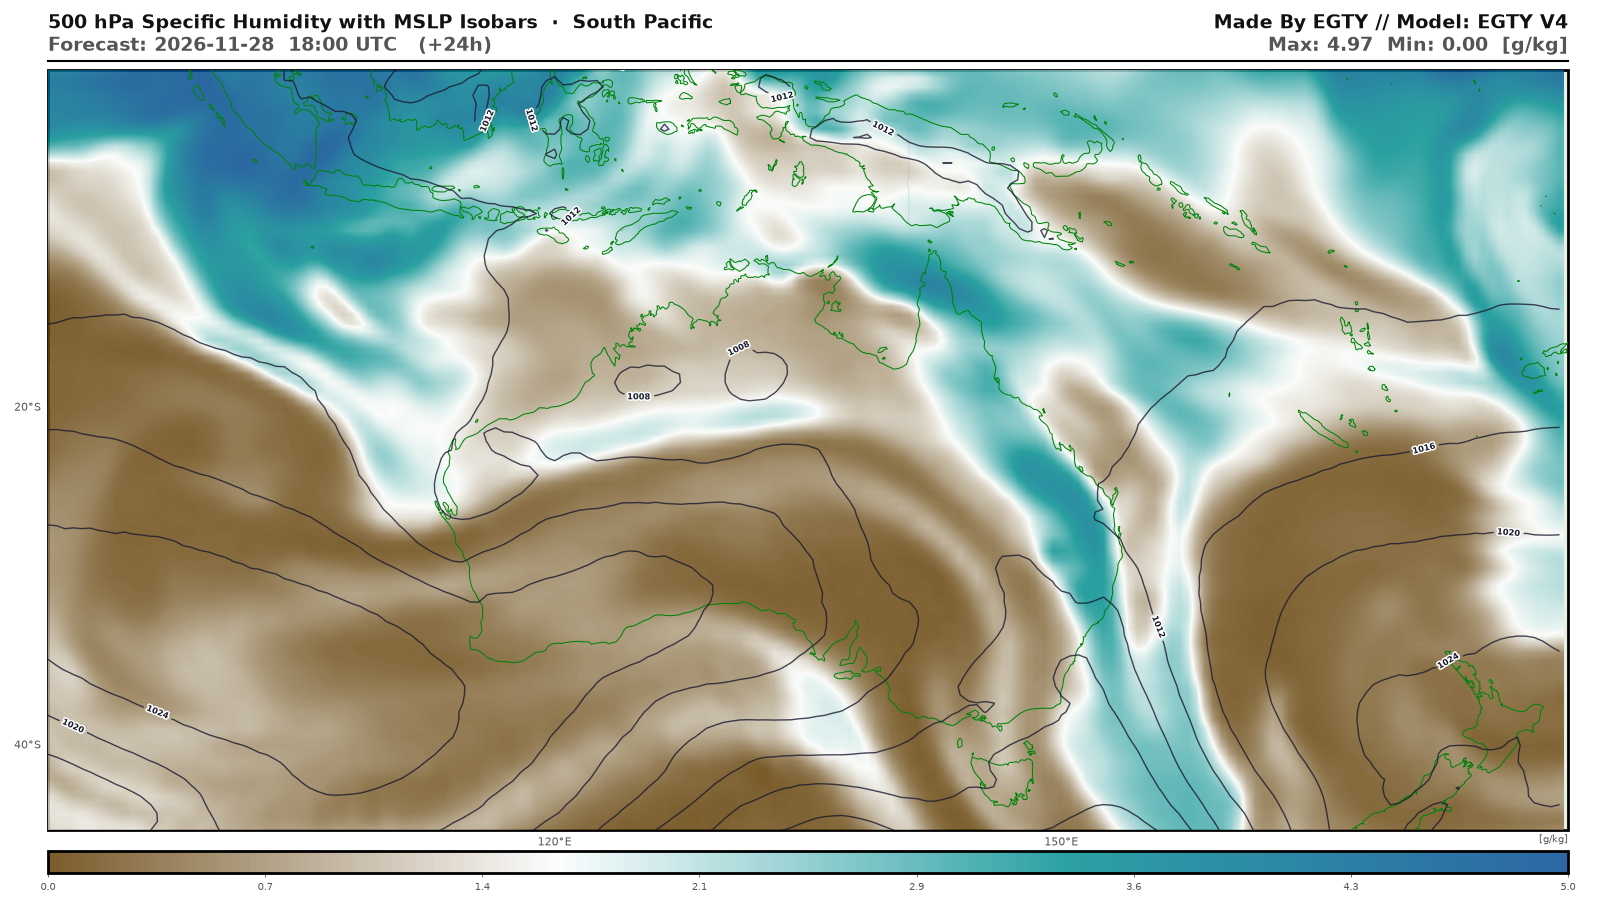 500 hPa Specific Humidity with MSLP Isobars · South Pacific
Made By EGTY // Model: EGTY V4
Forecast: 2026-11-28 18:00 UTC (+24h)
Max: 4.97 Min: 0.00 [g/kg]
1012
1012
1012
1012
1012
1008
1008
20°S
1016
1020
1012
1024
1024
1020
40°S
120°E
150°E
[g/kg]
0.0
0.7
1.4
2.1
2.9
3.6
4.3
5.0